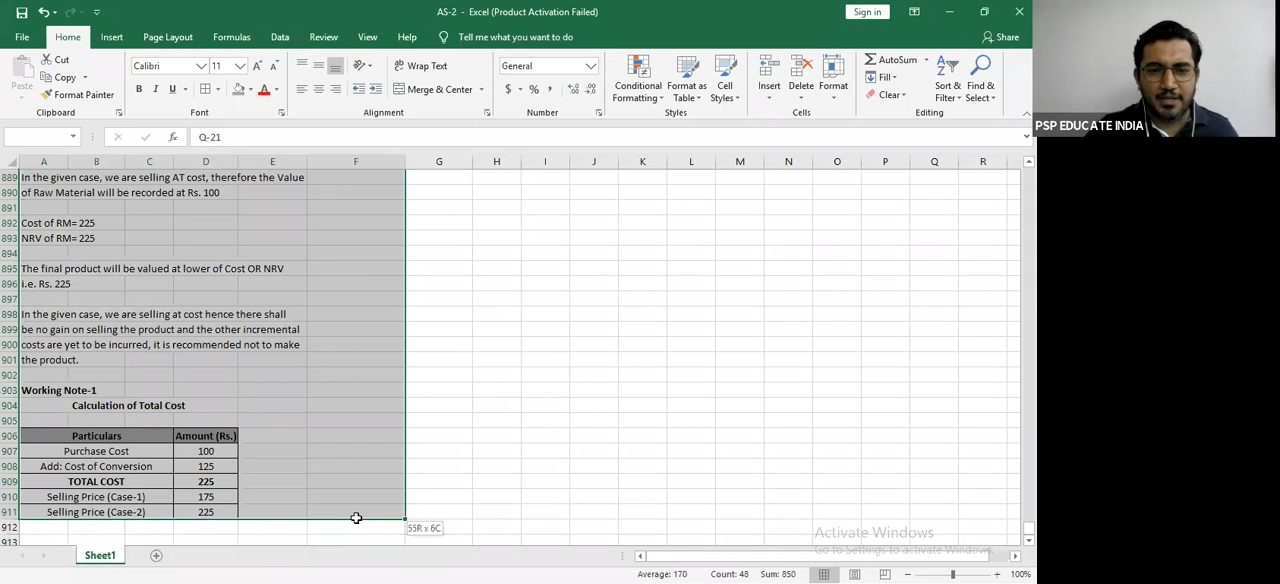 AS-2 - Excel (Product Activation Failed)
Sign in
File Home Insert Page Layout Formulas Data Review View Help Tell me what you want to do Share
Paste
Cut
Copy
Format Painter
Clipboard
Calibri 11
B I U
Font
Wrap Text
Merge & Center
Alignment
General
$ % ,
Number
Conditional Formatting
Format as Table
Cell Styles
Styles
Insert Delete Format
Cells
AutoSum
Fill
Clear
Sort & Filter
Find & Select
Editing
PSP EDUCATE INDIA
fx Q-21
A B C D E F G H I J K L M N O P Q R
889 In the given case, we are selling AT cost, therefore the Value
890 of Raw Material will be recorded at Rs. 100
891
892 Cost of RM= 225
893 NRV of RM= 225
894
895 The final product will be valued at lower of Cost OR NRV
896 i.e. Rs. 225
897
898 In the given case, we are selling at cost hence there shall
899 be no gain on selling the product and the other incremental
900 costs are yet to be incurred, it is recommended not to make
901 the product.
902
903 Working Note-1
904 Calculation of Total Cost
905
906 Particulars Amount (Rs.)
907 Purchase Cost 100
908 Add: Cost of Conversion 125
909 TOTAL COST 225
910 Selling Price (Case-1) 175
911 Selling Price (Case-2) 225
912
913
55R x 6C
Activate Windows
Go to Settings to activate Windows.
Sheet1
Average: 170 Count: 48 Sum: 850 100%